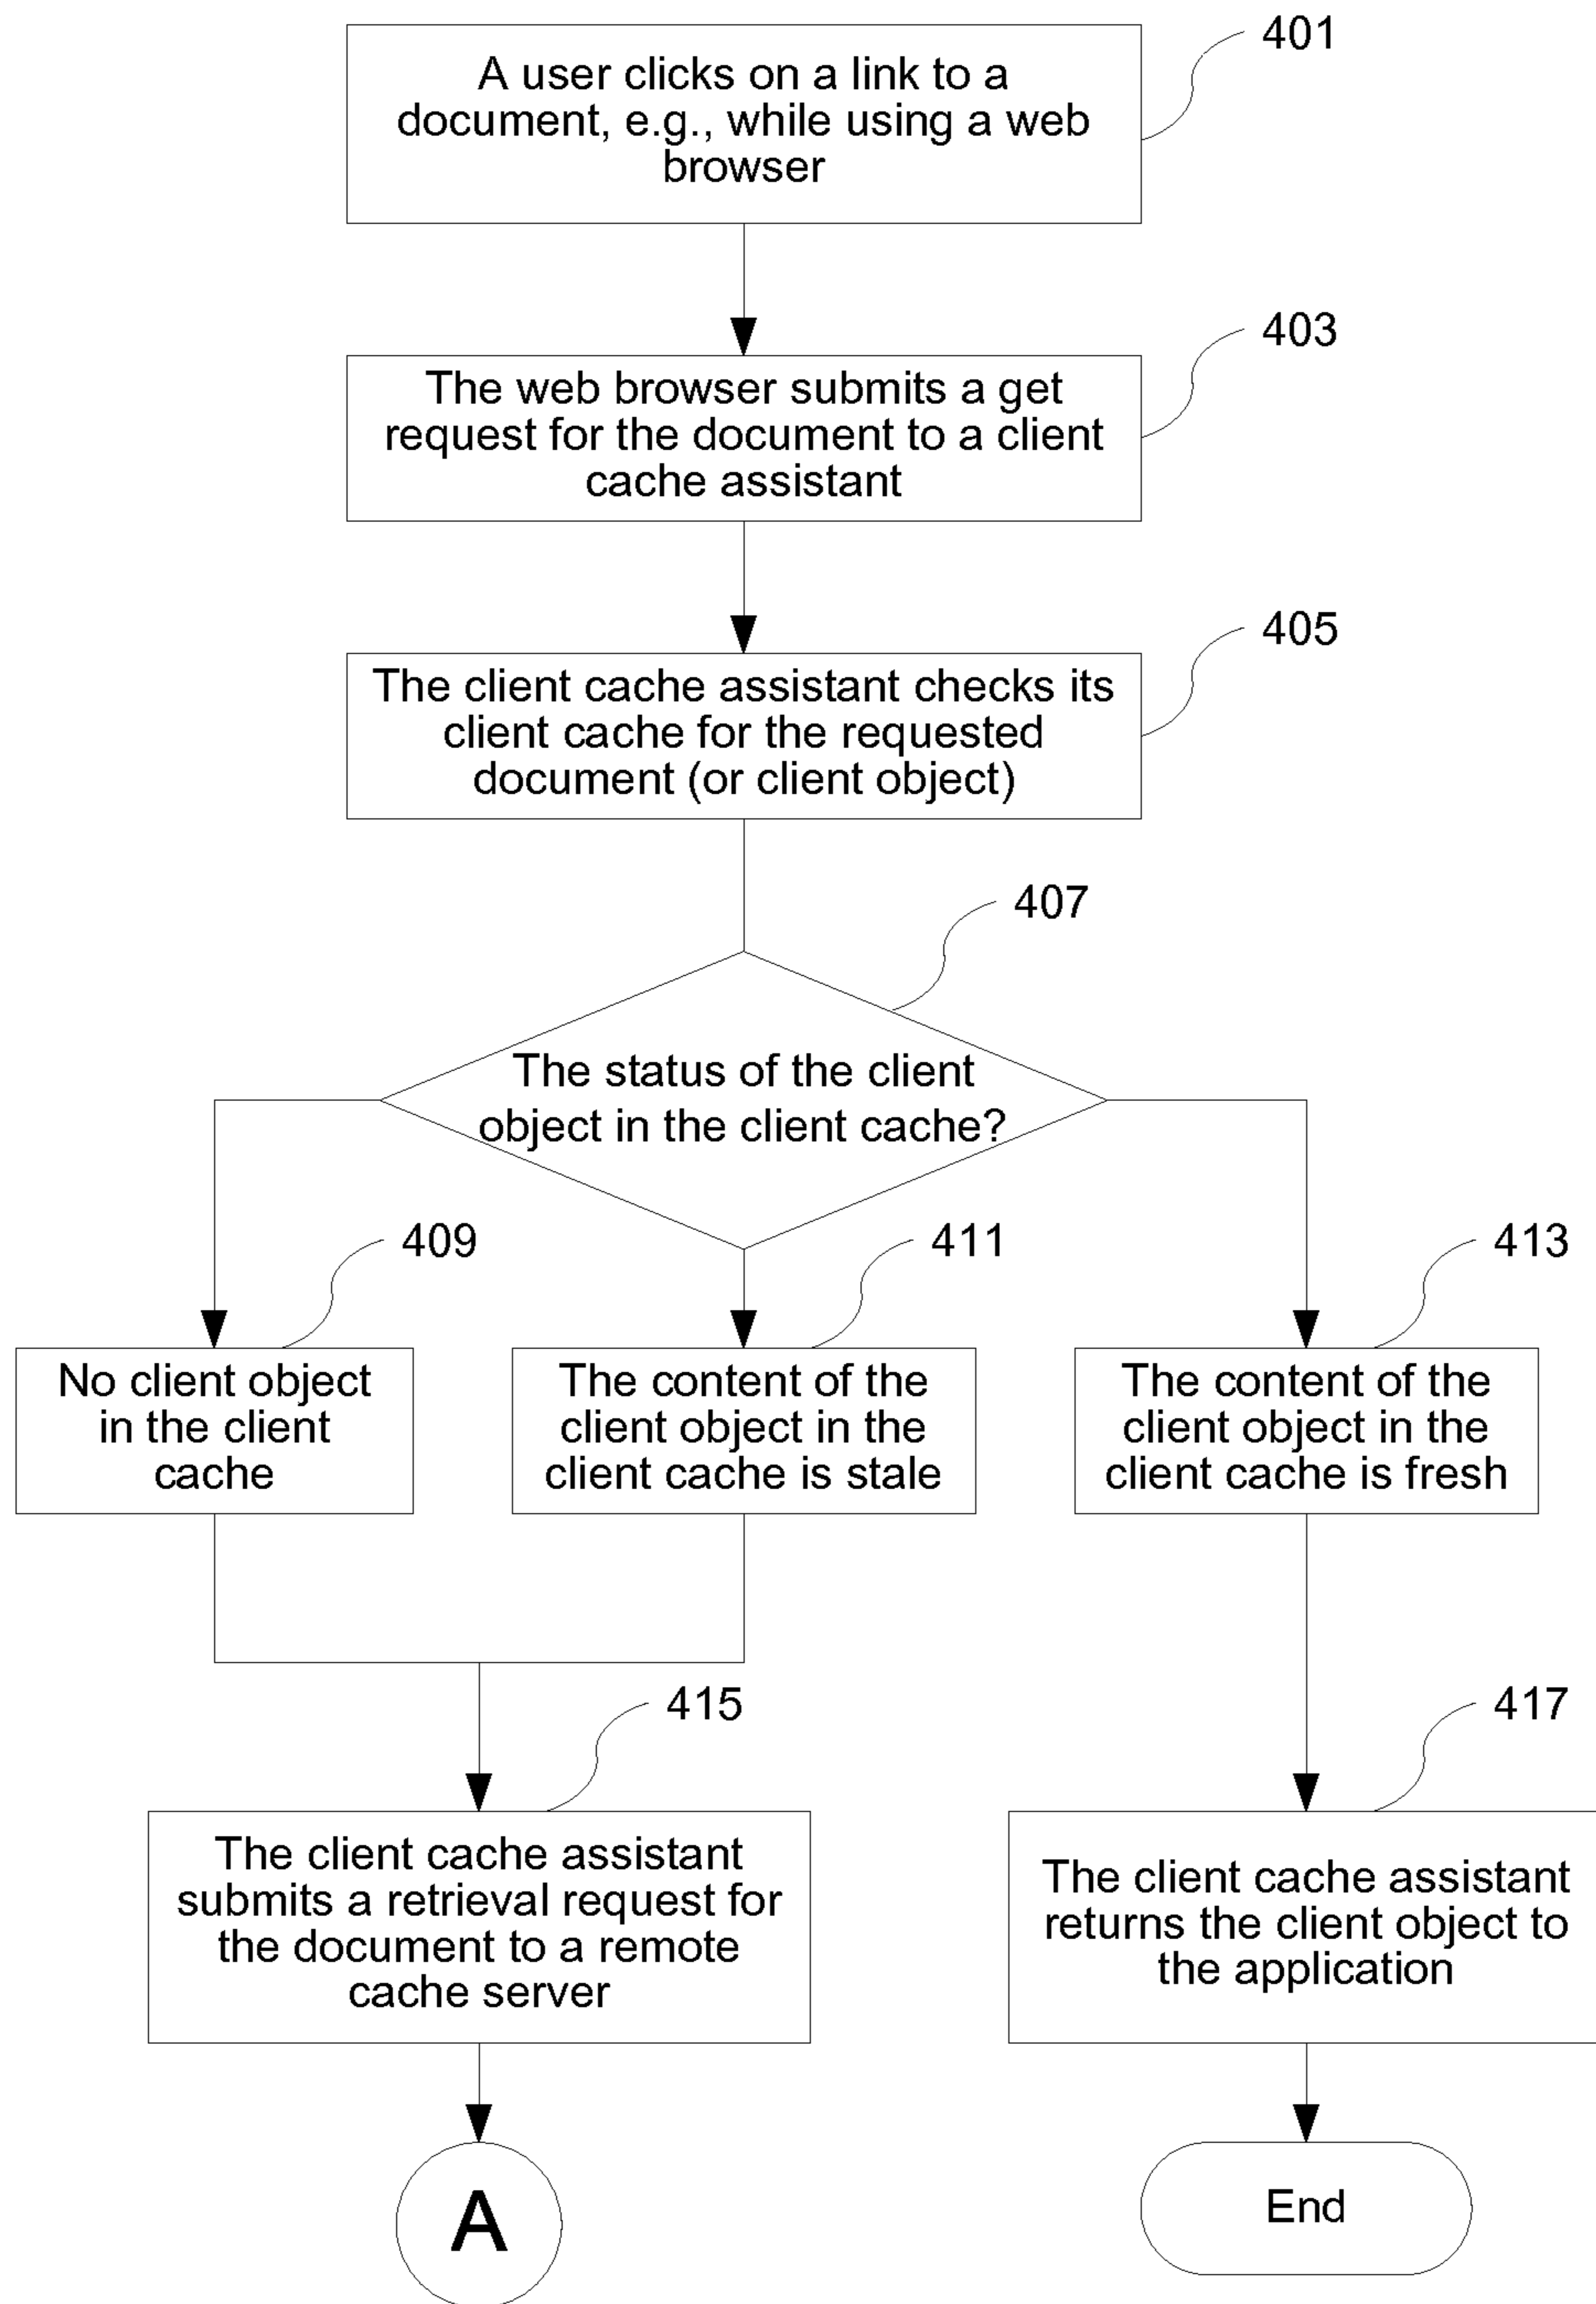 401
A user clicks on a link to a
document, e.g., while using a web
browser
403
The web browser submits a get
request for the document to a client
cache assistant
405
The client cache assistant checks its
client cache for the requested
document (or client object)
407
The status of the client
object in the client cache?
409
No client object
in the client
cache
411
The content of the
client object in the
client cache is stale
413
The content of the
client object in the
client cache is fresh
415
The client cache assistant
submits a retrieval request for
the document to a remote
cache server
417
The client cache assistant
returns the client object to
the application
A
End